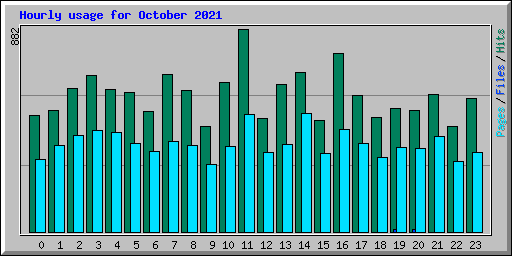 Hourly usage for October 2021
882
Pages / Files / Hits
0 1 2 3 4 5 6 7 8 9 10 11 12 13 14 15 16 17 18 19 20 21 22 23